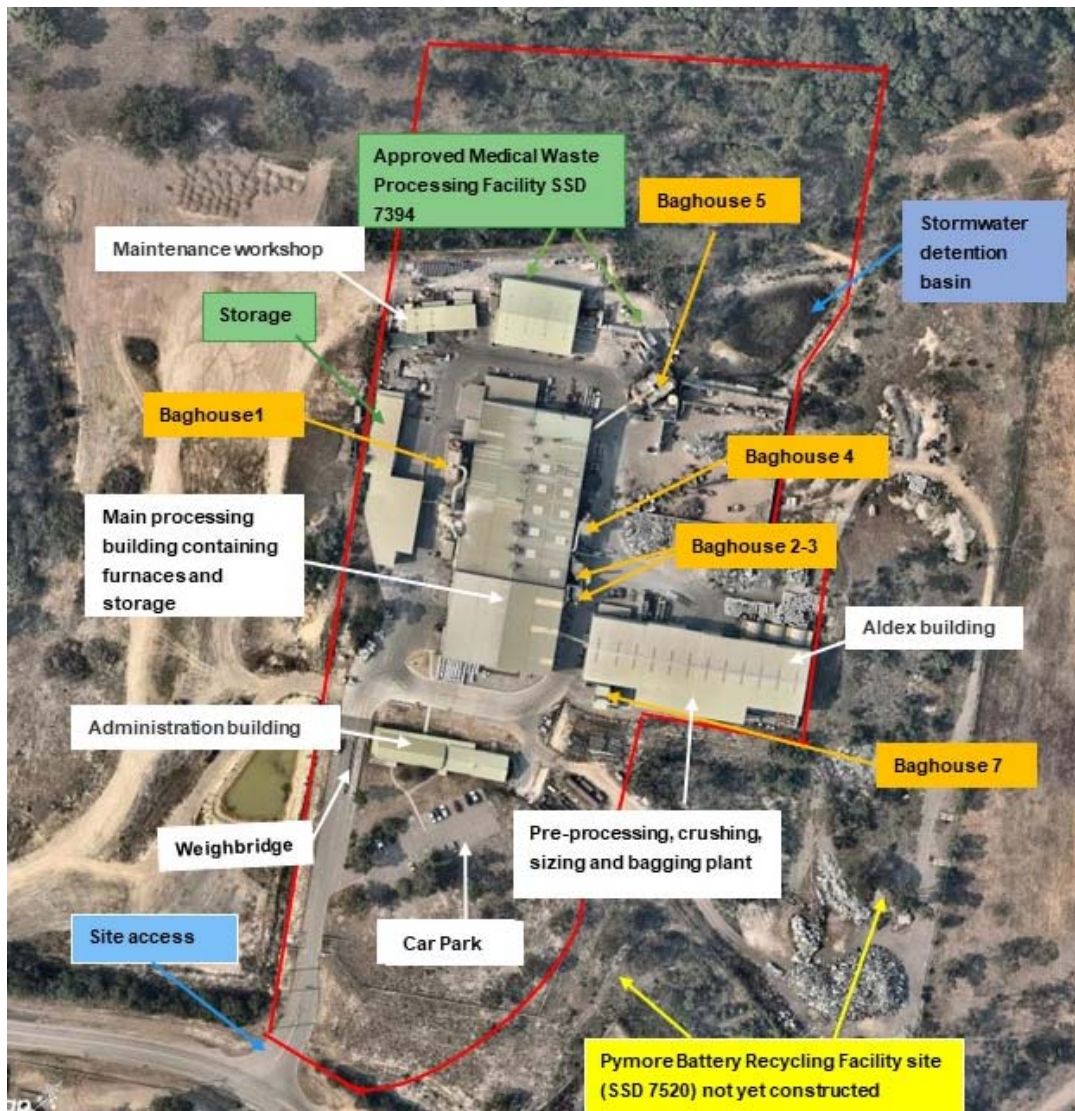 Approved Medical Waste
Processing Facility SSD
7394
Baghouse 5
Stormwater
detention
basin
Maintenance workshop
Storage
Baghouse1
Baghouse 4
Main processing
building containing
furnaces and
storage
Baghouse 2-3
Aldex building
Administration building
Baghouse 7
Weighbridge
Pre-processing, crushing,
sizing and bagging plant
Site access
Car Park
Pymore Battery Recycling Facility site
(SSD 7520) not yet constructed